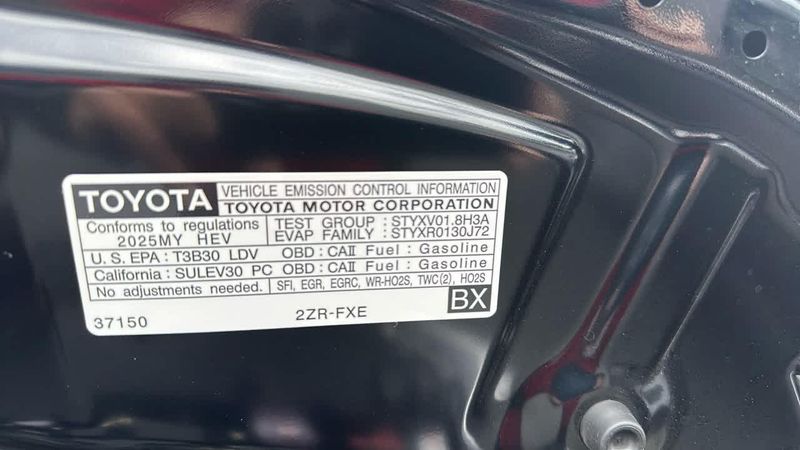 TOYOTA VEHICLE EMISSION CONTROL INFORMATION
TOYOTA MOTOR CORPORATION
Conforms to regulations
2025MY HEV
TEST GROUP : STYXV01.8H3A
EVAP FAMILY : STYXR0130J72
U. S. EPA : T3B30 LDV OBD : CAⅡ Fuel : Gasoline
California : SULEV30 PC OBD : CAⅡ Fuel : Gasoline
No adjustments needed. SFI, EGR, EGRC, WR-HO2S, TWC(2), HO2S
BX
37150 2ZR-FXE